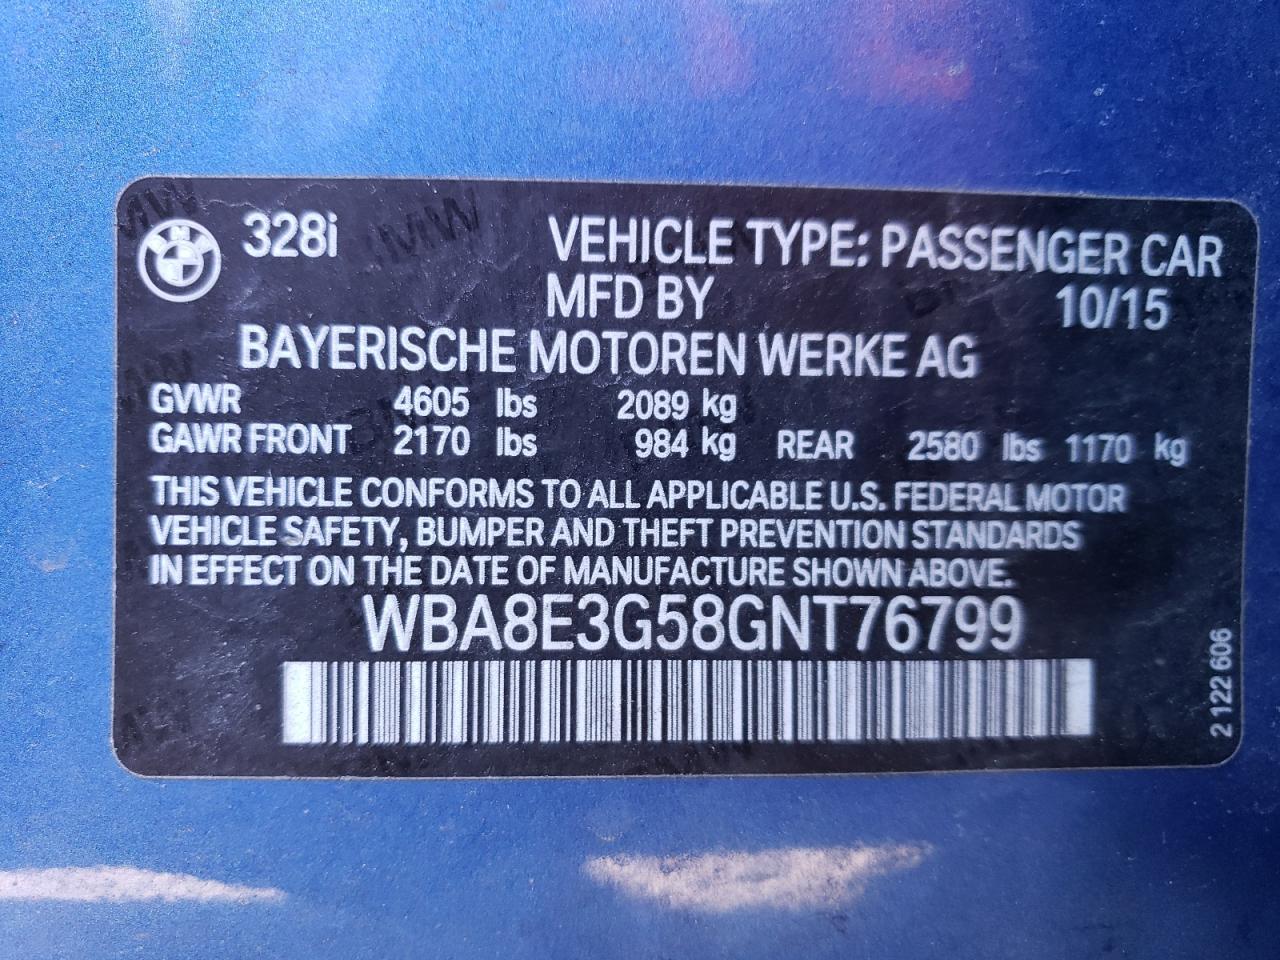 328i VEHICLE TYPE: PASSENGER CAR
MFD BY 10/15
BAYERISCHE MOTOREN WERKE AG
GVWR 4605 lbs 2089 kg
GAWR FRONT 2170 lbs 984 kg REAR 2580 lbs 1170 kg
THIS VEHICLE CONFORMS TO ALL APPLICABLE U.S. FEDERAL MOTOR
VEHICLE SAFETY, BUMPER AND THEFT PREVENTION STANDARDS
IN EFFECT ON THE DATE OF MANUFACTURE SHOWN ABOVE.
WBA8E3G58GNT76799
2 122 606